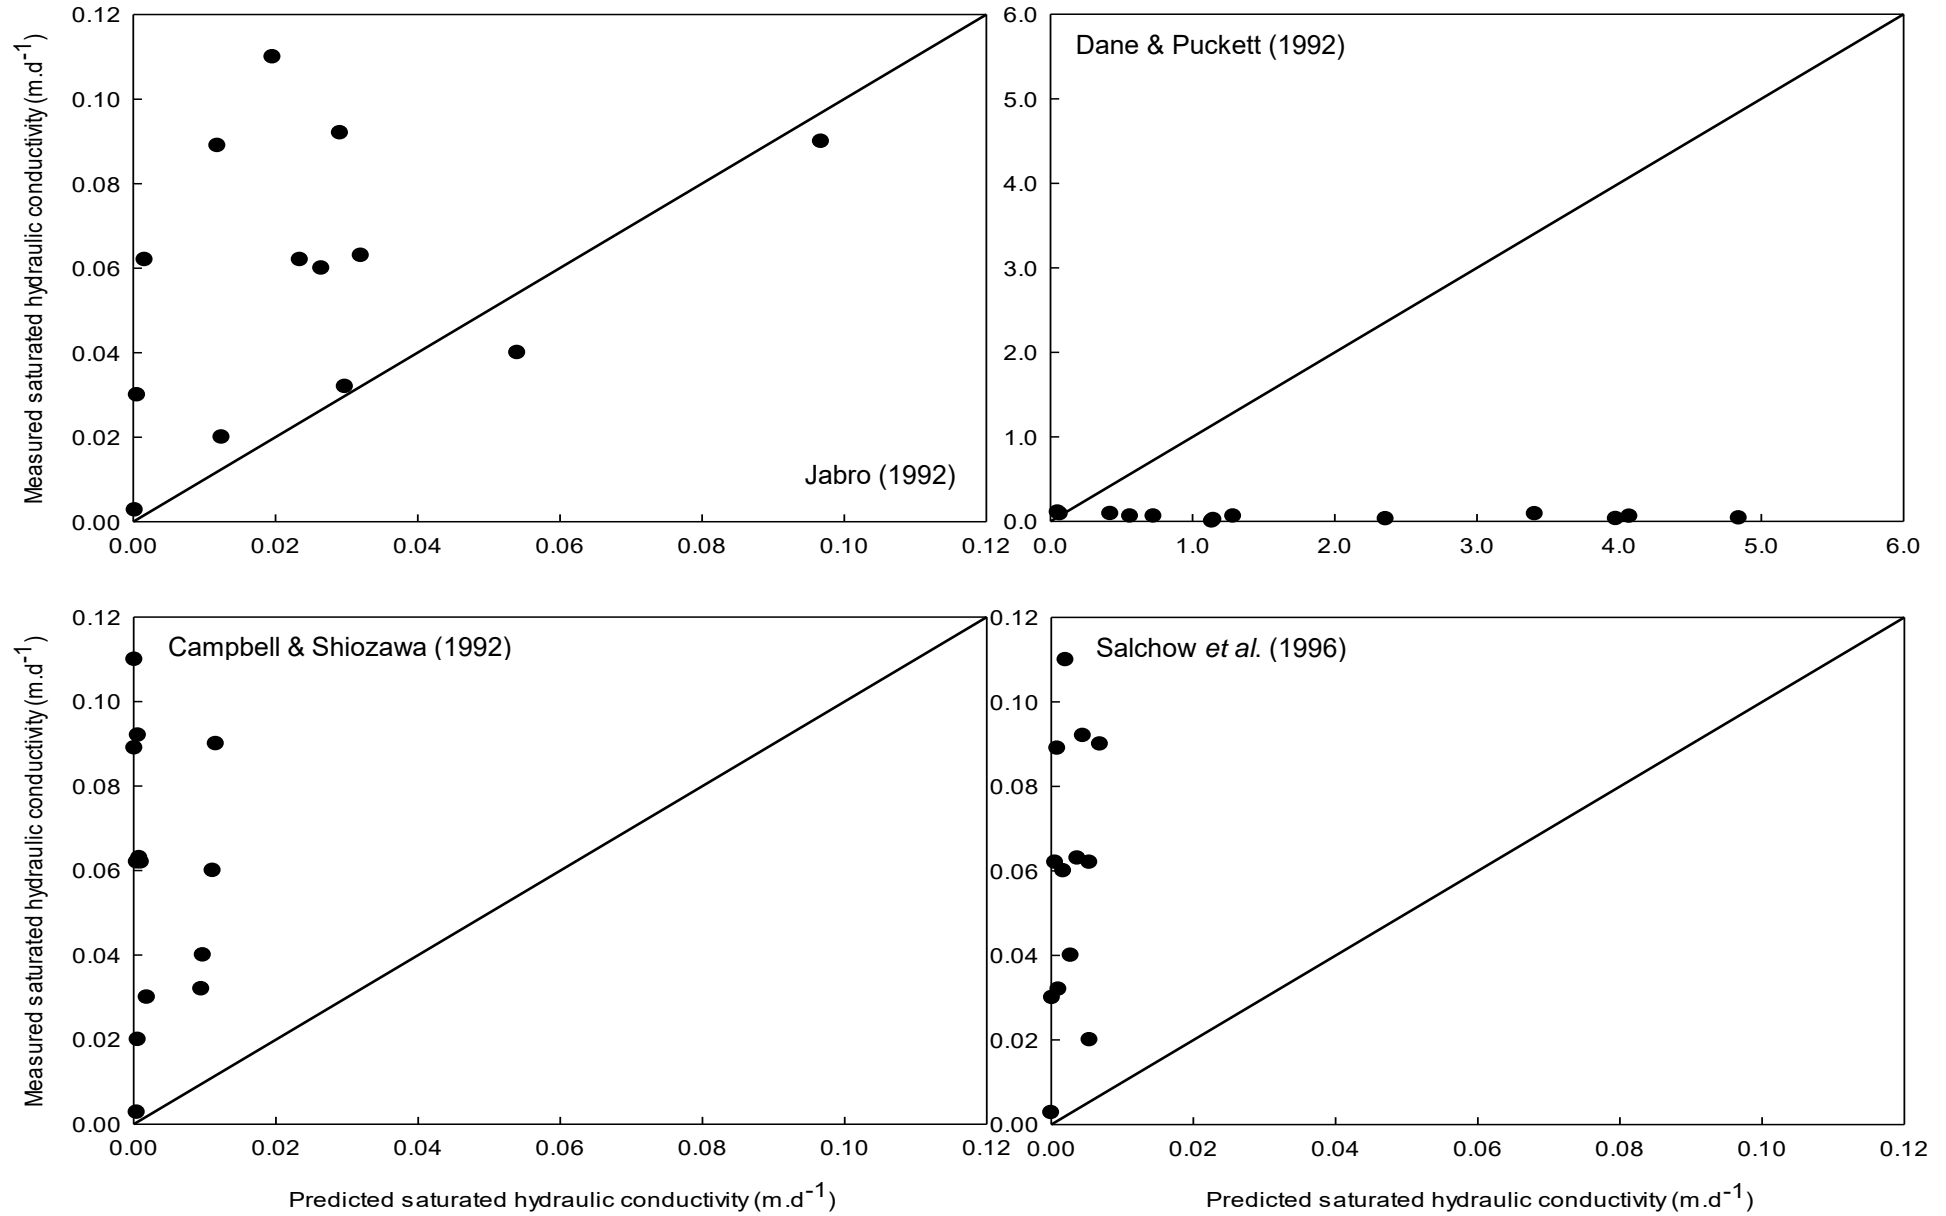 Measured saturated hydraulic conductivity (m.d-1)
0.12
0.10
0.08
0.06
0.04
0.02
0.00
Jabro (1992)
0.00 0.02 0.04 0.06 0.08 0.10 0.12
6.0
5.0
4.0
3.0
2.0
1.0
0.0
Dane & Puckett (1992)
0.0 1.0 2.0 3.0 4.0 5.0 6.0
Measured saturated hydraulic conductivity (m.d-1)
0.12
0.10
0.08
0.06
0.04
0.02
0.00
Campbell & Shiozawa (1992)
0.00 0.02 0.04 0.06 0.08 0.10 0.12
Predicted saturated hydraulic conductivity (m.d-1)
0.12
0.10
0.08
0.06
0.04
0.02
0.00
Salchow et al. (1996)
0.00 0.02 0.04 0.06 0.08 0.10 0.12
Predicted saturated hydraulic conductivity (m.d-1)